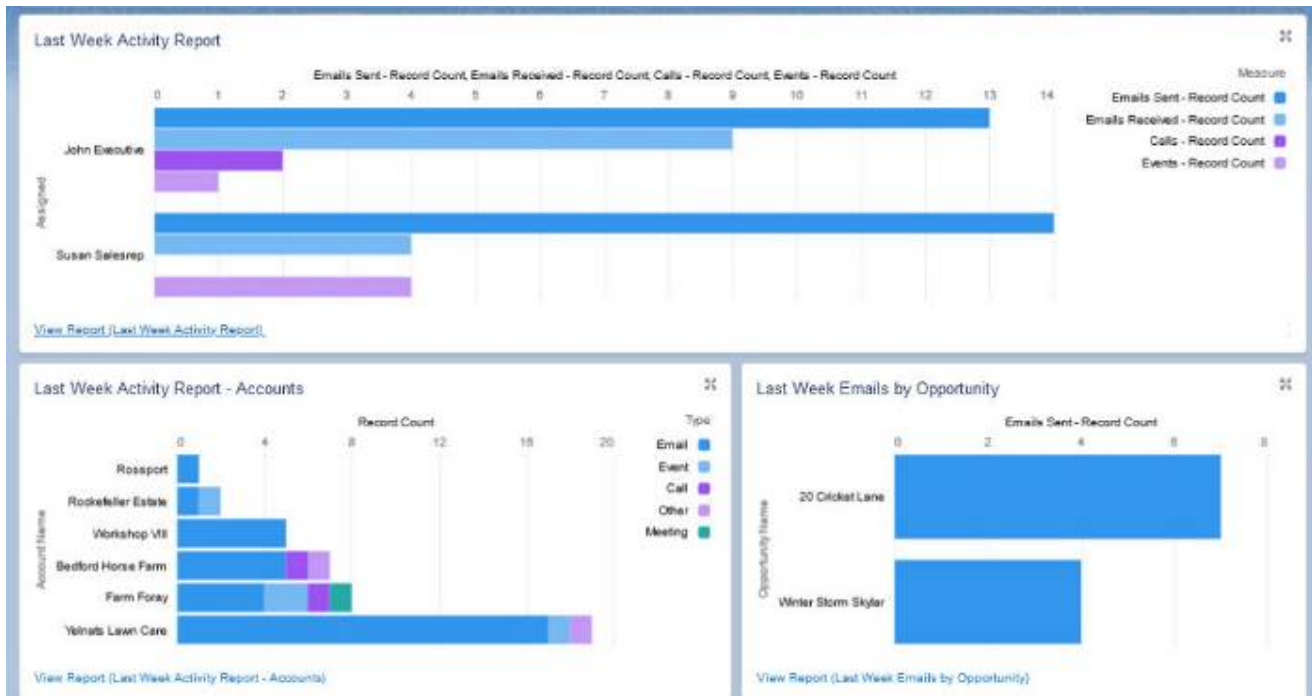 Last Week Activity Report
Emails Sent - Record Count, Emails Received - Record Count, Calls - Record Count, Events - Record Count
Measure
0 1 2 3 4 5 6 7 8 9 10 11 12 13 14
Emails Sent - Record Count
Emails Received - Record Count
Calls - Record Count
Events - Record Count
Assigned
John Executive
Susan Salesrep
View Report (Last Week Activity Report)
Last Week Activity Report - Accounts
Record Count
Type
0 4 8 12 16 20
Email
Event
Call
Other
Meeting
Account Name
Rossport
Rockefeller Estate
Workshop VIII
Bedford Horse Farm
Farm Foray
Yelnats Lawn Care
View Report (Last Week Activity Report - Accounts)
Last Week Emails by Opportunity
Emails Sent - Record Count
0 2 4 6 8
Opportunity Name
20 Cricket Lane
Winter Storm Skylar
View Report (Last Week Emails by Opportunity)